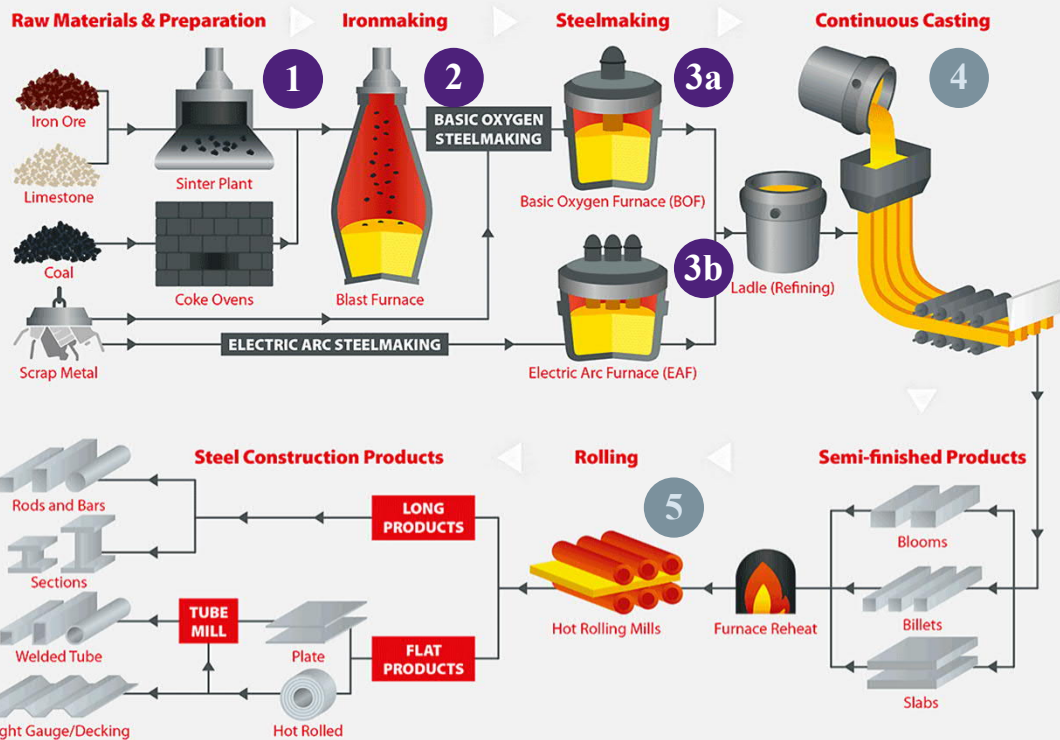 Raw Materials & Preparation
Ironmaking
Steelmaking
Continuous Casting
1
2
3a
4
Iron Ore
Limestone
Sinter Plant
BASIC OXYGEN
STEELMAKING
Basic Oxygen Furnace (BOF)
Coal
Coke Ovens
Blast Furnace
3b
Ladle (Refining)
Scrap Metal
ELECTRIC ARC STEELMAKING
Electric Arc Furnace (EAF)
Steel Construction Products
Rolling
Semi-finished Products
5
Rods and Bars
LONG
PRODUCTS
Blooms
Sections
Hot Rolling Mills
Furnace Reheat
Billets
TUBE
MILL
Welded Tube
Plate
FLAT
PRODUCTS
Slabs
ght Gauge/Decking
Hot Rolled